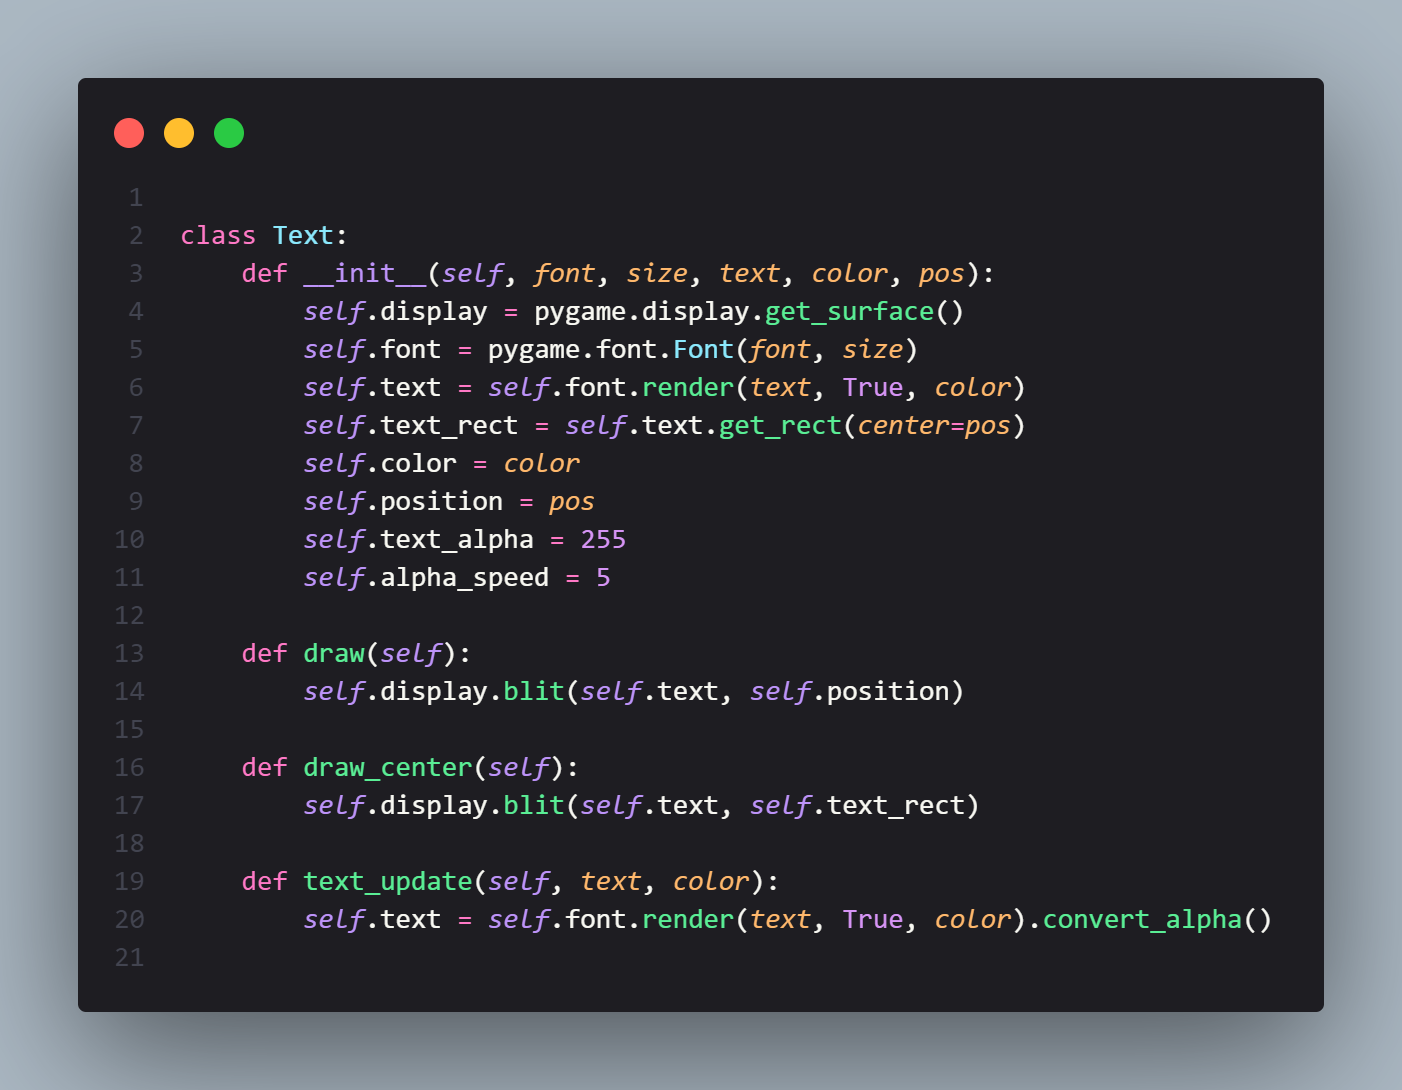 1
2 class Text:
3     def __init__(self, font, size, text, color, pos):
4         self.display = pygame.display.get_surface()
5         self.font = pygame.font.Font(font, size)
6         self.text = self.font.render(text, True, color)
7         self.text_rect = self.text.get_rect(center=pos)
8         self.color = color
9         self.position = pos
10         self.text_alpha = 255
11         self.alpha_speed = 5
12
13     def draw(self):
14         self.display.blit(self.text, self.position)
15
16     def draw_center(self):
17         self.display.blit(self.text, self.text_rect)
18
19     def text_update(self, text, color):
20         self.text = self.font.render(text, True, color).convert_alpha()
21